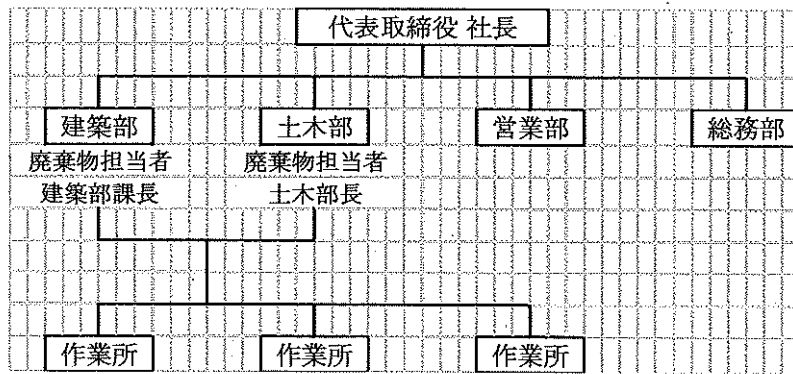 代表取締役 社長
建築部
土木部
営業部
総務部
廃棄物担当者
廃棄物担当者
建築部課長
土木部長
作業所
作業所
作業所